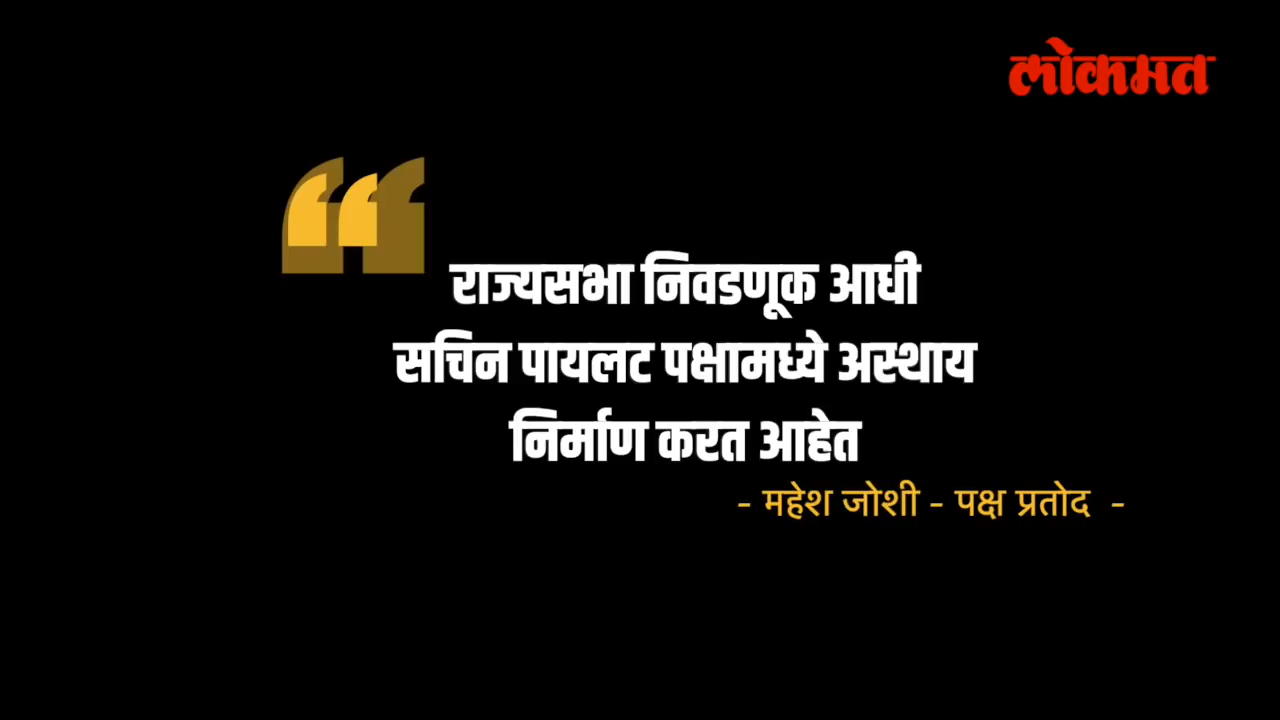 लोकमत
राज्यसभा निवडणूक आधी
सचिन पायलट पक्षामध्ये अस्थाय
निर्माण करत आहेत
- महेश जोशी - पक्ष प्रतोद -